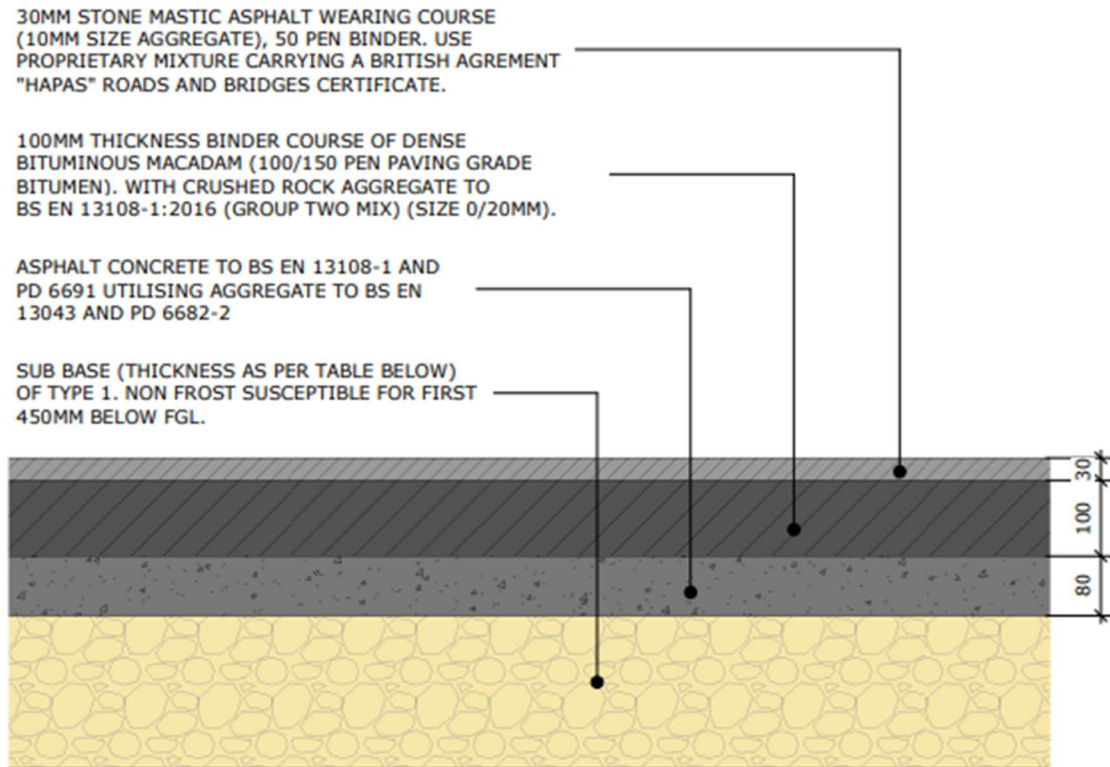 30MM STONE MASTIC ASPHALT WEARING COURSE
(10MM SIZE AGGREGATE), 50 PEN BINDER. USE
PROPRIETARY MIXTURE CARRYING A BRITISH AGREMENT
"HAPAS" ROADS AND BRIDGES CERTIFICATE.
100MM THICKNESS BINDER COURSE OF DENSE
BITUMINOUS MACADAM (100/150 PEN PAVING GRADE
BITUMEN). WITH CRUSHED ROCK AGGREGATE TO
BS EN 13108-1:2016 (GROUP TWO MIX) (SIZE 0/20MM).
ASPHALT CONCRETE TO BS EN 13108-1 AND
PD 6691 UTILISING AGGREGATE TO BS EN
13043 AND PD 6682-2
SUB BASE (THICKNESS AS PER TABLE BELOW)
OF TYPE 1. NON FROST SUSCEPTIBLE FOR FIRST
450MM BELOW FGL.
30
100
80